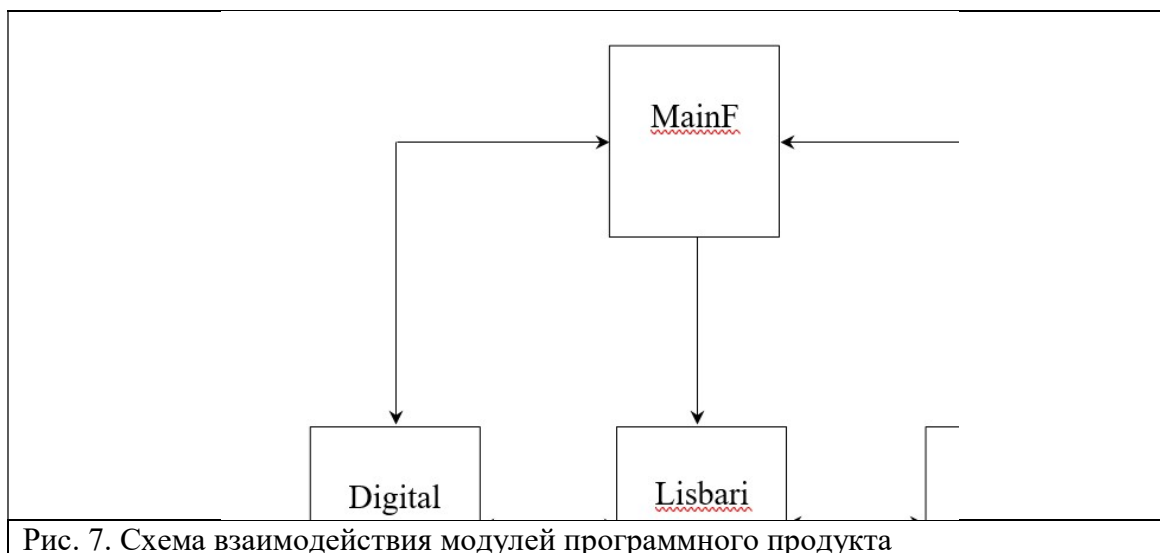 MainF
Digital
Lisbari
Рис. 7. Схема взаимодействия модулей программного продукта